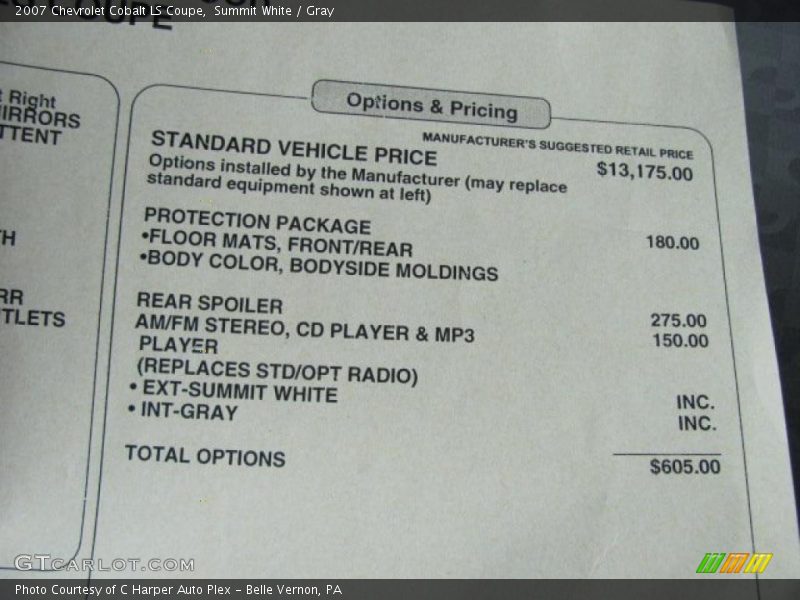 2007 Chevrolet Cobalt LS Coupe,  Summit White / Gray
COUPE
t Right
IRRORS
TTENT
TH
RR
TLETS
Options & Pricing
MANUFACTURER'S SUGGESTED RETAIL PRICE
STANDARD VEHICLE PRICE $13,175.00
Options installed by the Manufacturer (may replace
standard equipment shown at left)
PROTECTION PACKAGE 180.00
•FLOOR MATS, FRONT/REAR
•BODY COLOR, BODYSIDE MOLDINGS
REAR SPOILER 275.00
AM/FM STEREO, CD PLAYER & MP3 150.00
PLAYER
(REPLACES STD/OPT RADIO)
• EXT-SUMMIT WHITE INC.
• INT-GRAY INC.
TOTAL OPTIONS $605.00
GTCARLOT.COM
Photo Courtesy of C Harper Auto Plex - Belle Vernon, PA